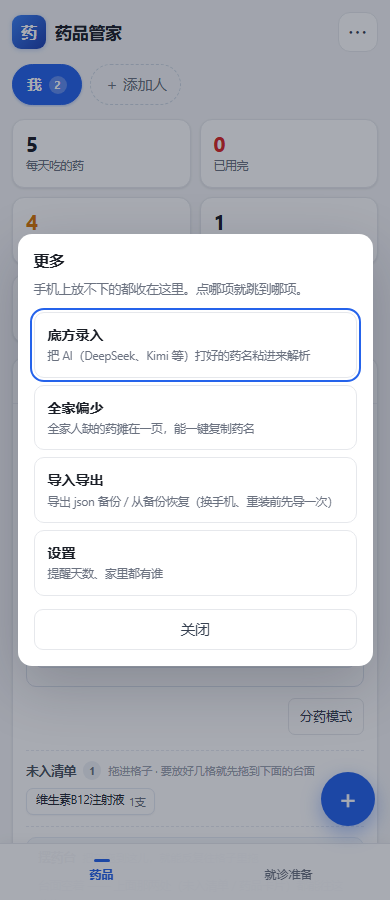 药 药品管家 ...
我 2 + 添加人
5 0
每天吃的药 已用完
4 1
更多
手机上放不下的都收在这里。点哪项就跳到哪项。
底方录入
把 AI（DeepSeek、Kimi 等）打好的药名粘进来解析
全家偏少
全家人缺的药摊在一页，能一键复制药名
导入导出
导出 json 备份 / 从备份恢复（换手机、重装前先导一次）
设置
提醒天数、家里都有谁
关闭
分药模式
未入清单 1 拖进格子 · 要放好几格就先拖到下面的台面
维生素B12注射液 1支
+
药品 就诊准备